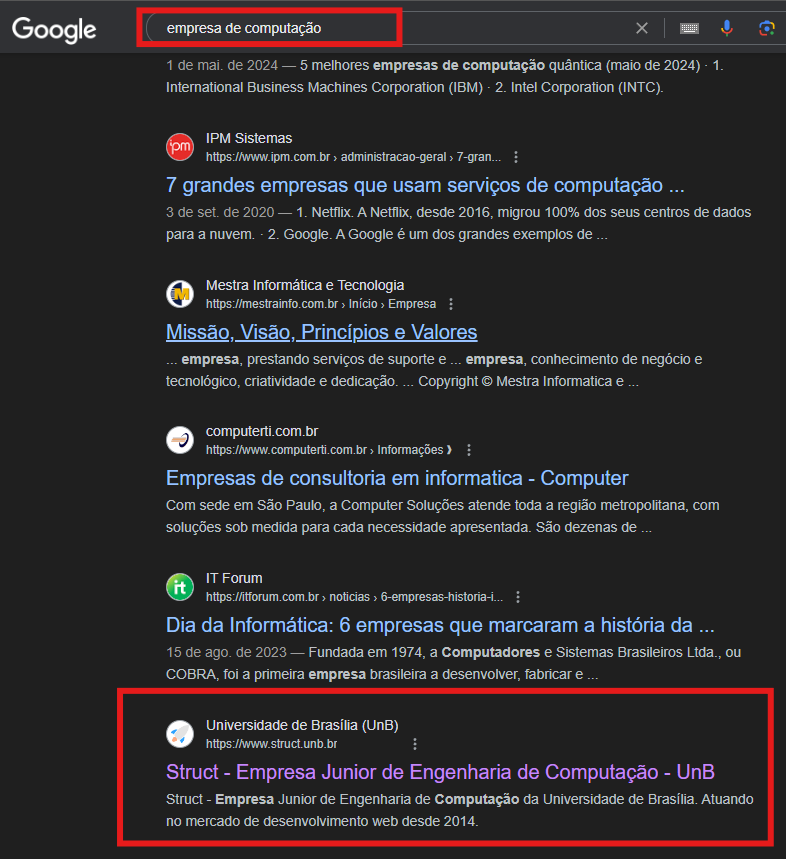 Google
empresa de computação
1 de mai. de 2024 — 5 melhores empresas de computação quântica (maio de 2024) · 1.
International Business Machines Corporation (IBM) · 2. Intel Corporation (INTC).
ipm
IPM Sistemas
https://www.ipm.com.br › administracao-geral › 7-gran...
7 grandes empresas que usam serviços de computação ...
3 de set. de 2020 — 1. Netflix. A Netflix, desde 2016, migrou 100% dos seus centros de dados
para a nuvem. · 2. Google. A Google é um dos grandes exemplos de ...
M
Mestra Informática e Tecnologia
https://mestrainfo.com.br › Início › Empresa
Missão, Visão, Princípios e Valores
... empresa, prestando serviços de suporte e ... empresa, conhecimento de negócio e
tecnológico, criatividade e dedicação. ... Copyright © Mestra Informatica e ...
computerti.com.br
https://www.computerti.com.br › Informações ❱
Empresas de consultoria em informatica - Computer
Com sede em São Paulo, a Computer Soluções atende toda a região metropolitana, com
soluções sob medida para cada necessidade apresentada. São dezenas de ...
it
IT Forum
https://itforum.com.br › noticias › 6-empresas-historia-i...
Dia da Informática: 6 empresas que marcaram a história da ...
15 de ago. de 2023 — Fundada em 1974, a Computadores e Sistemas Brasileiros Ltda., ou
COBRA, foi a primeira empresa brasileira a desenvolver, fabricar e ...
Universidade de Brasília (UnB)
https://www.struct.unb.br
Struct - Empresa Junior de Engenharia de Computação - UnB
Struct - Empresa Junior de Engenharia de Computação da Universidade de Brasília. Atuando
no mercado de desenvolvimento web desde 2014.